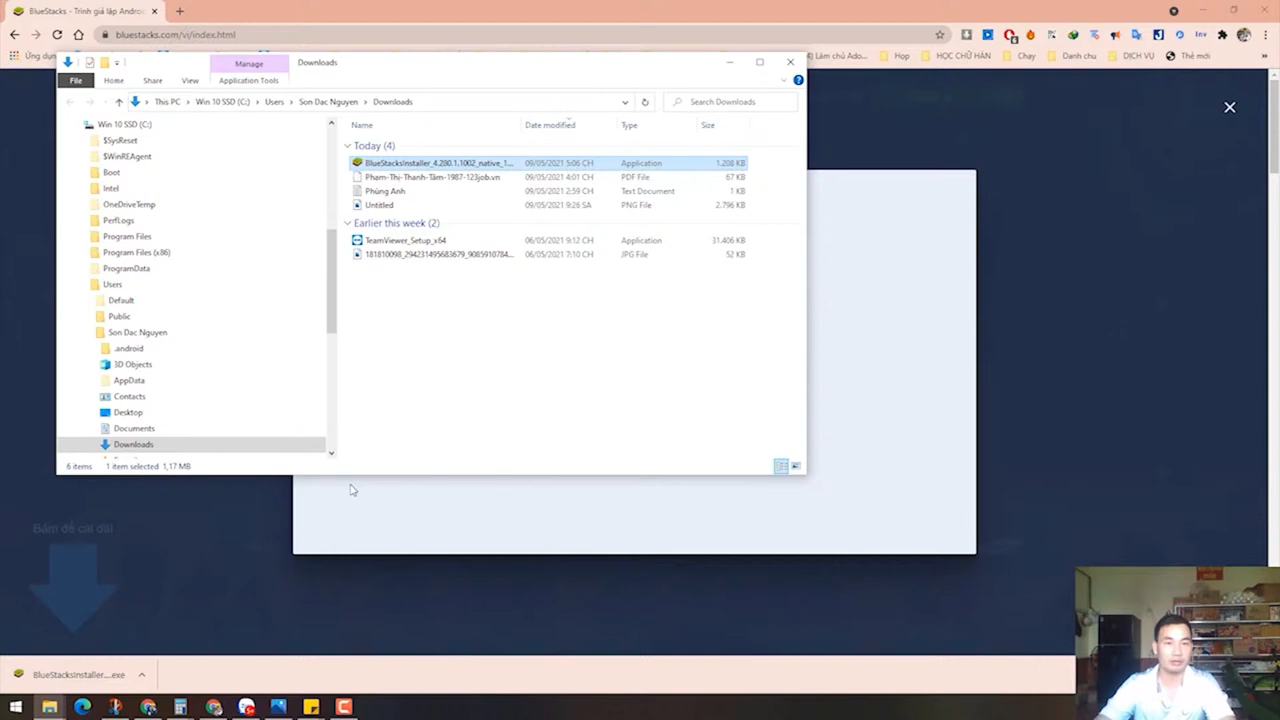 BlueStacks - Trình giả lập Androi
bluestacks.com/vi/index.html
Ứng dụng
) Làm chủ Ado...
Họp
HỌC CHỮ HÁN
Chay
Danh chu
DỊCH VỤ
Thẻ mới
Manage
Downloads
File
Home
Share
View
Application Tools
This PC
Win 10 SSD (C:)
Users
Son Dac Nguyen
Downloads
Search Downloads
Name
Date modified
Type
Size
Win 10 SSD (C:)
$SysReset
$WinREAgent
Boot
Intel
OneDriveTemp
PerfLogs
Program Files
Program Files (x86)
ProgramData
Users
Default
Public
Son Dac Nguyen
.android
3D Objects
AppData
Contacts
Desktop
Documents
Downloads
Today (4)
BlueStacksInstaller_4.280.1.1002_native_1... 09/05/2021 5:06 CH Application 1.208 KB
Pham-Thi-Thanh-Tâm-1987-123job.vn 09/05/2021 4:01 CH PDF File 67 KB
Phùng Anh 09/05/2021 2:59 CH Text Document 1 KB
Untitled 09/05/2021 9:26 SA PNG File 2.796 KB
Earlier this week (2)
TeamViewer_Setup_x64 06/05/2021 9:12 CH Application 31.406 KB
181810098_294231495683679_9085910784... 06/05/2021 7:10 CH JPG File 52 KB
6 items
1 item selected 1,17 MB
Bấm để cài đặt
BlueStacksInstaller....exe